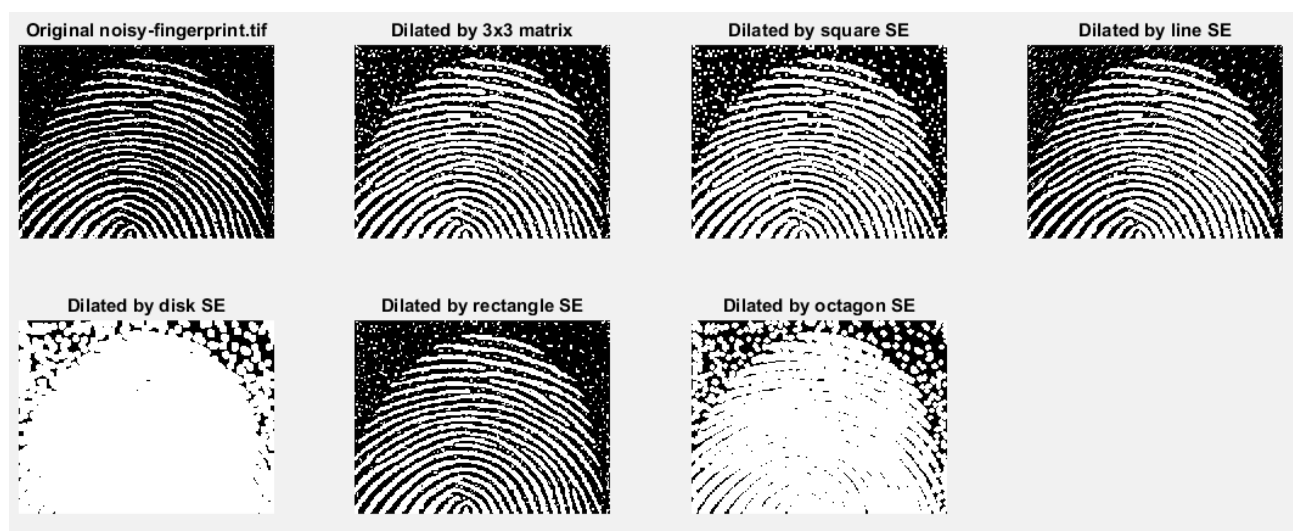 Original noisy-fingerprint.tif
Dilated by 3x3 matrix
Dilated by square SE
Dilated by line SE
Dilated by disk SE
Dilated by rectangle SE
Dilated by octagon SE